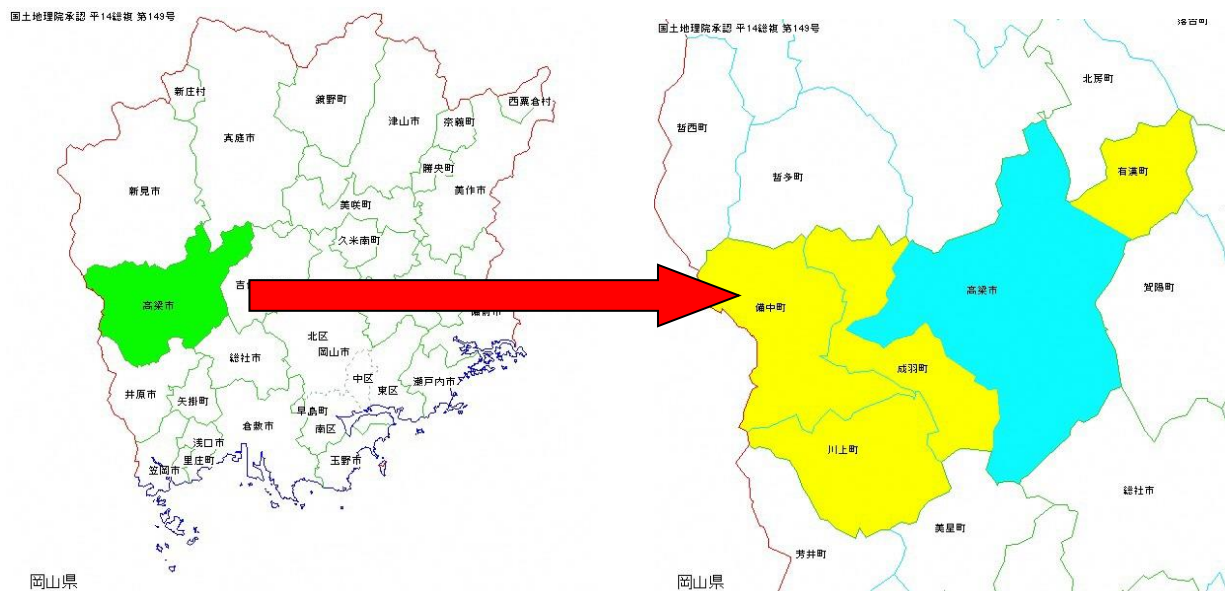 国土地理院承認 平14総複 第149号
新庄村
鏡野町
西粟倉村
真庭市
津山市
奈義町
勝央町
新見市
美作市
美咲町
久米南町
高梁市
吉備
備前市
北区
総社市
岡山市
中区
瀬戸内市
東区
井原市
矢掛町
早島町
倉敷市
南区
浅口市
笠岡市
里庄町
玉野市
岡山県
国土地理院承認 平14総複 第149号
落合町
北房町
哲西町
哲多町
有漢町
高梁市
賀陽町
備中町
成羽町
川上町
総社市
美星町
芳井町
岡山県